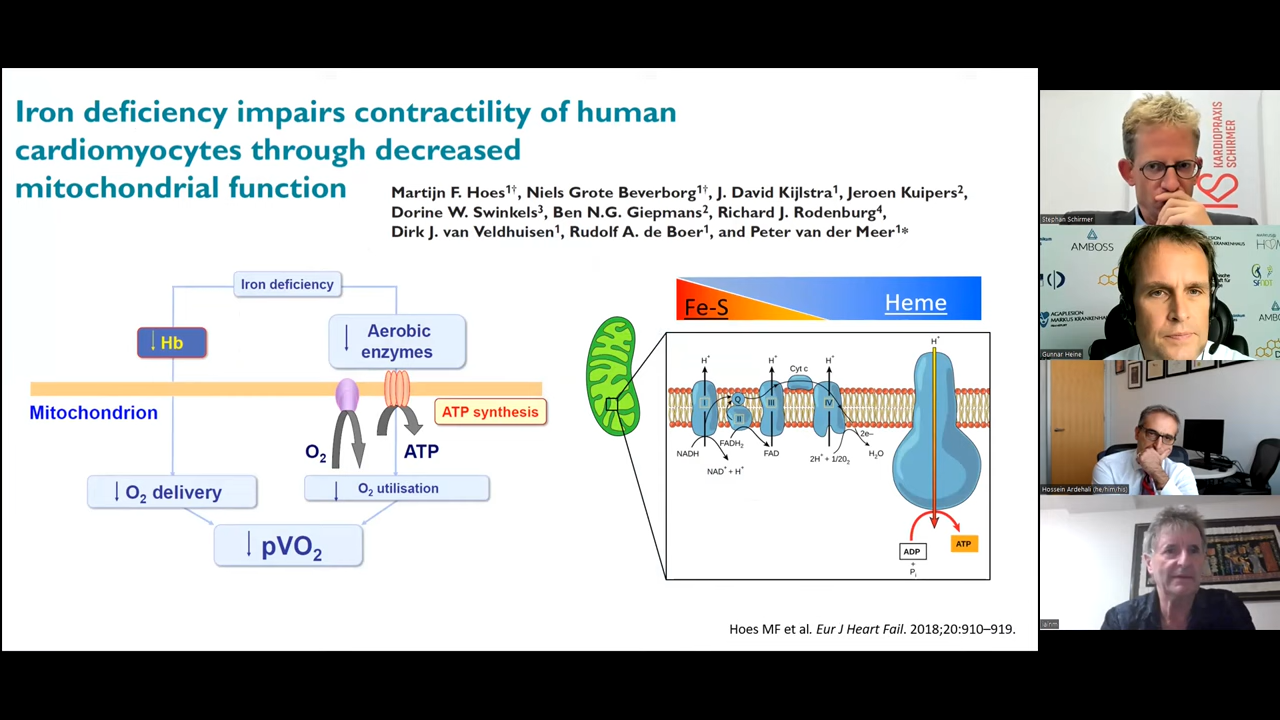 Iron deficiency impairs contractility of human
cardiomyocytes through decreased
mitochondrial function
Martijn F. Hoes1†, Niels Grote Beverborg1†, J. David Kijlstra1, Jeroen Kuipers2,
Dorine W. Swinkels3, Ben N.G. Giepmans2, Richard J. Rodenburg4,
Dirk J. van Veldhuisen1, Rudolf A. de Boer1, and Peter van der Meer1*
Iron deficiency
↓ Hb
↓ Aerobic
enzymes
Mitochondrion
ATP synthesis
O2
ATP
↓ O2 delivery
↓ O2 utilisation
↓ pVO2
Fe-S
Heme
H+
H+
H+
H+
Cyt c
I
Q
II
III
IV
NADH
FADH2
NAD+ + H+
FAD
2e–
2H+ + 1/2O2
H2O
ADP
+
Pi
ATP
Hoes MF et al. Eur J Heart Fail. 2018;20:910–919.
KARDIOPRAXIS
SCHIRMER
Stephan Schirmer
AMBOSS
AGAPLESION
MARKUS KRANKENHAUS
Gunnar Heine
Hossein Ardehali (he/him/his)